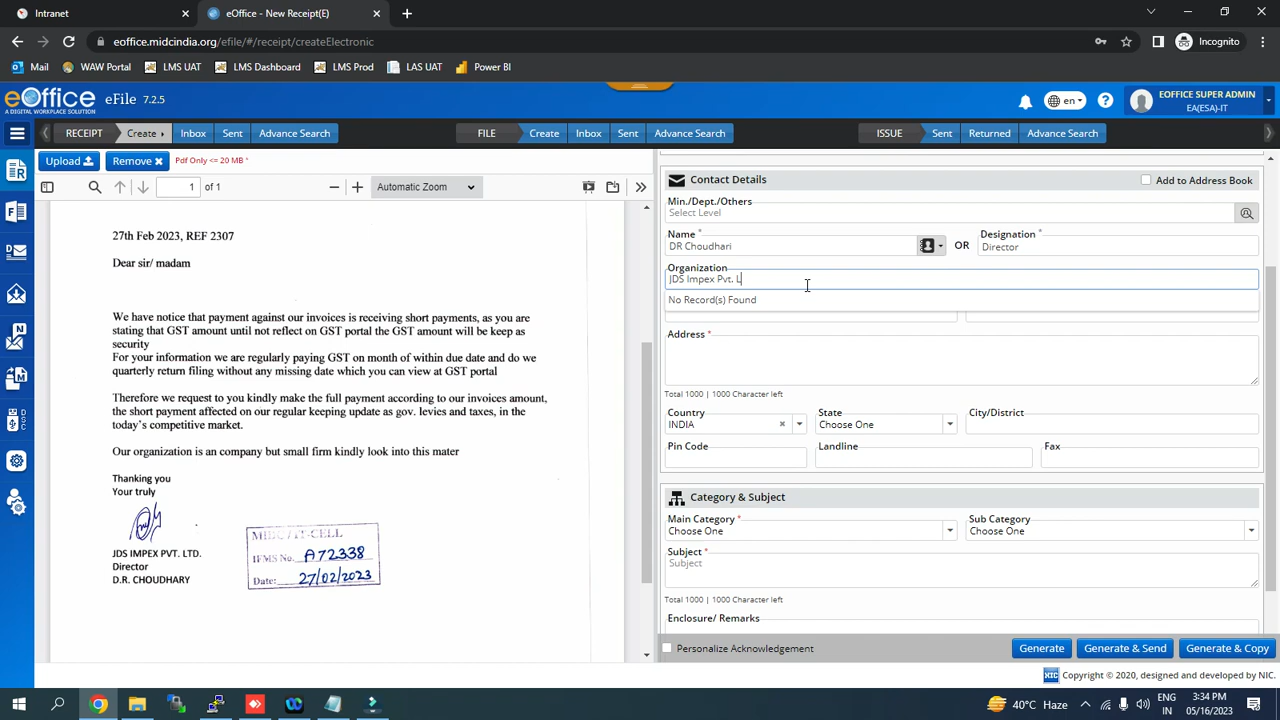 Intranet
eOffice - New Receipt(E)
eoffice.midcindia.org/efile/#/receipt/createElectronic
Incognito
Mail
WAW Portal
LMS UAT
LMS Dashboard
LMS Prod
LAS UAT
Power BI
eOffice
A DIGITAL WORKPLACE SOLUTION
eFile 7.2.5
en
EOFFICE SUPER ADMIN
EA(ESA)-IT
RECEIPT Create Inbox Sent Advance Search
FILE Create Inbox Sent Advance Search
ISSUE Sent Returned Advance Search
Upload
Remove
Pdf Only <= 20 MB *
1 of 1
Automatic Zoom
27th Feb 2023, REF 2307
Dear sir/ madam
We have notice that payment against our invoices is receiving short payments, as you are
stating that GST amount until not reflect on GST portal the GST amount will be keep as
security
For your information we are regularly paying GST on month of within due date and do we
quarterly return filing without any missing date which you can view at GST portal
Therefore we request to you kindly make the full payment according to our invoices amount,
the short payment affected on our regular keeping update as gov. levies and taxes, in the
today's competitive market.
Our organization is an company but small firm kindly look into this mater
Thanking you
Your truly
JDS IMPEX PVT. LTD.
Director
D.R. CHOUDHARY
IT-CELL
IFMS No. A72338
Date: 27/02/2023
Contact Details
Add to Address Book
Min./Dept./Others
Select Level
Name *
DR Choudhari
OR
Designation *
Director
Organization
JDS Impex Pvt. L
No Record(s) Found
Address *
Total 1000 | 1000 Character left
Country
INDIA
State
Choose One
City/District
Pin Code
Landline
Fax
Category & Subject
Main Category *
Choose One
Sub Category
Choose One
Subject *
Subject
Total 1000 | 1000 Character left
Enclosure/ Remarks
Personalize Acknowledgement
Generate
Generate & Send
Generate & Copy
NIC Copyright © 2020, designed and developed by NIC.
DSC
40°C Haze
ENG
IN
3:34 PM
05/16/2023